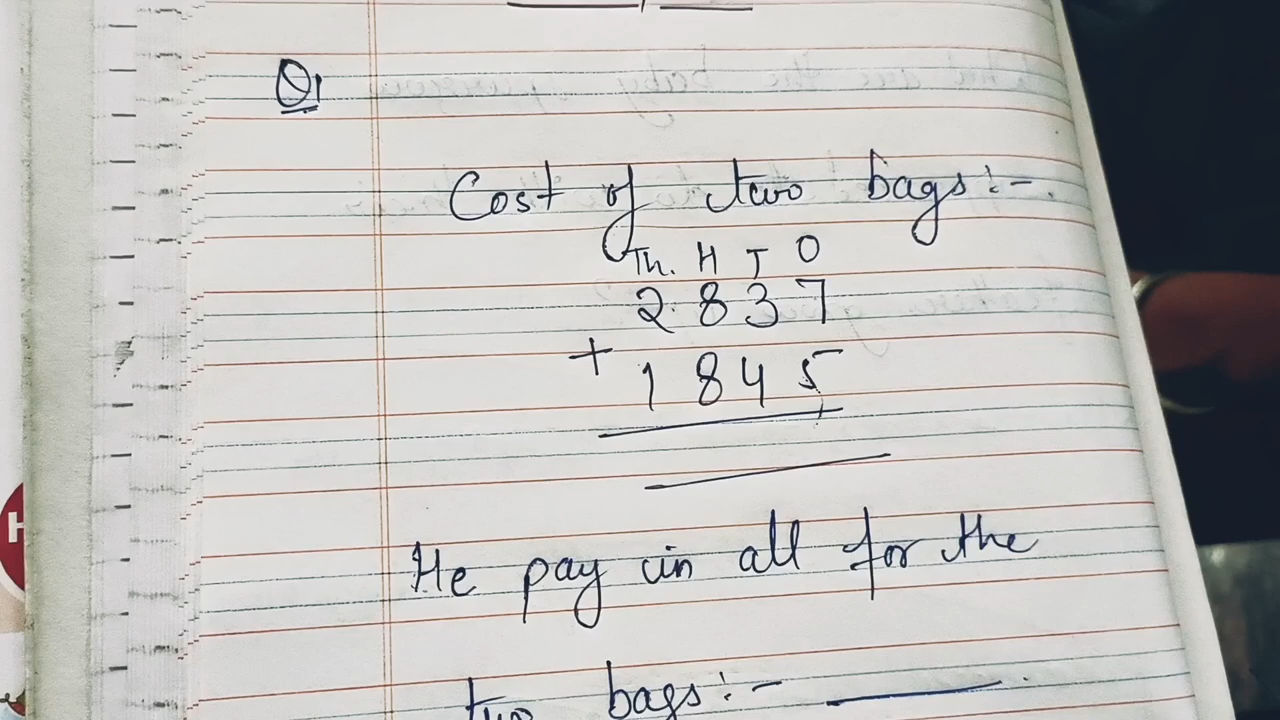 Q1
Cost of two bags:-
Th. H T O
2 8 3 7
+ 1 8 4 5
He pay in all for the
two bags:- ______.
H